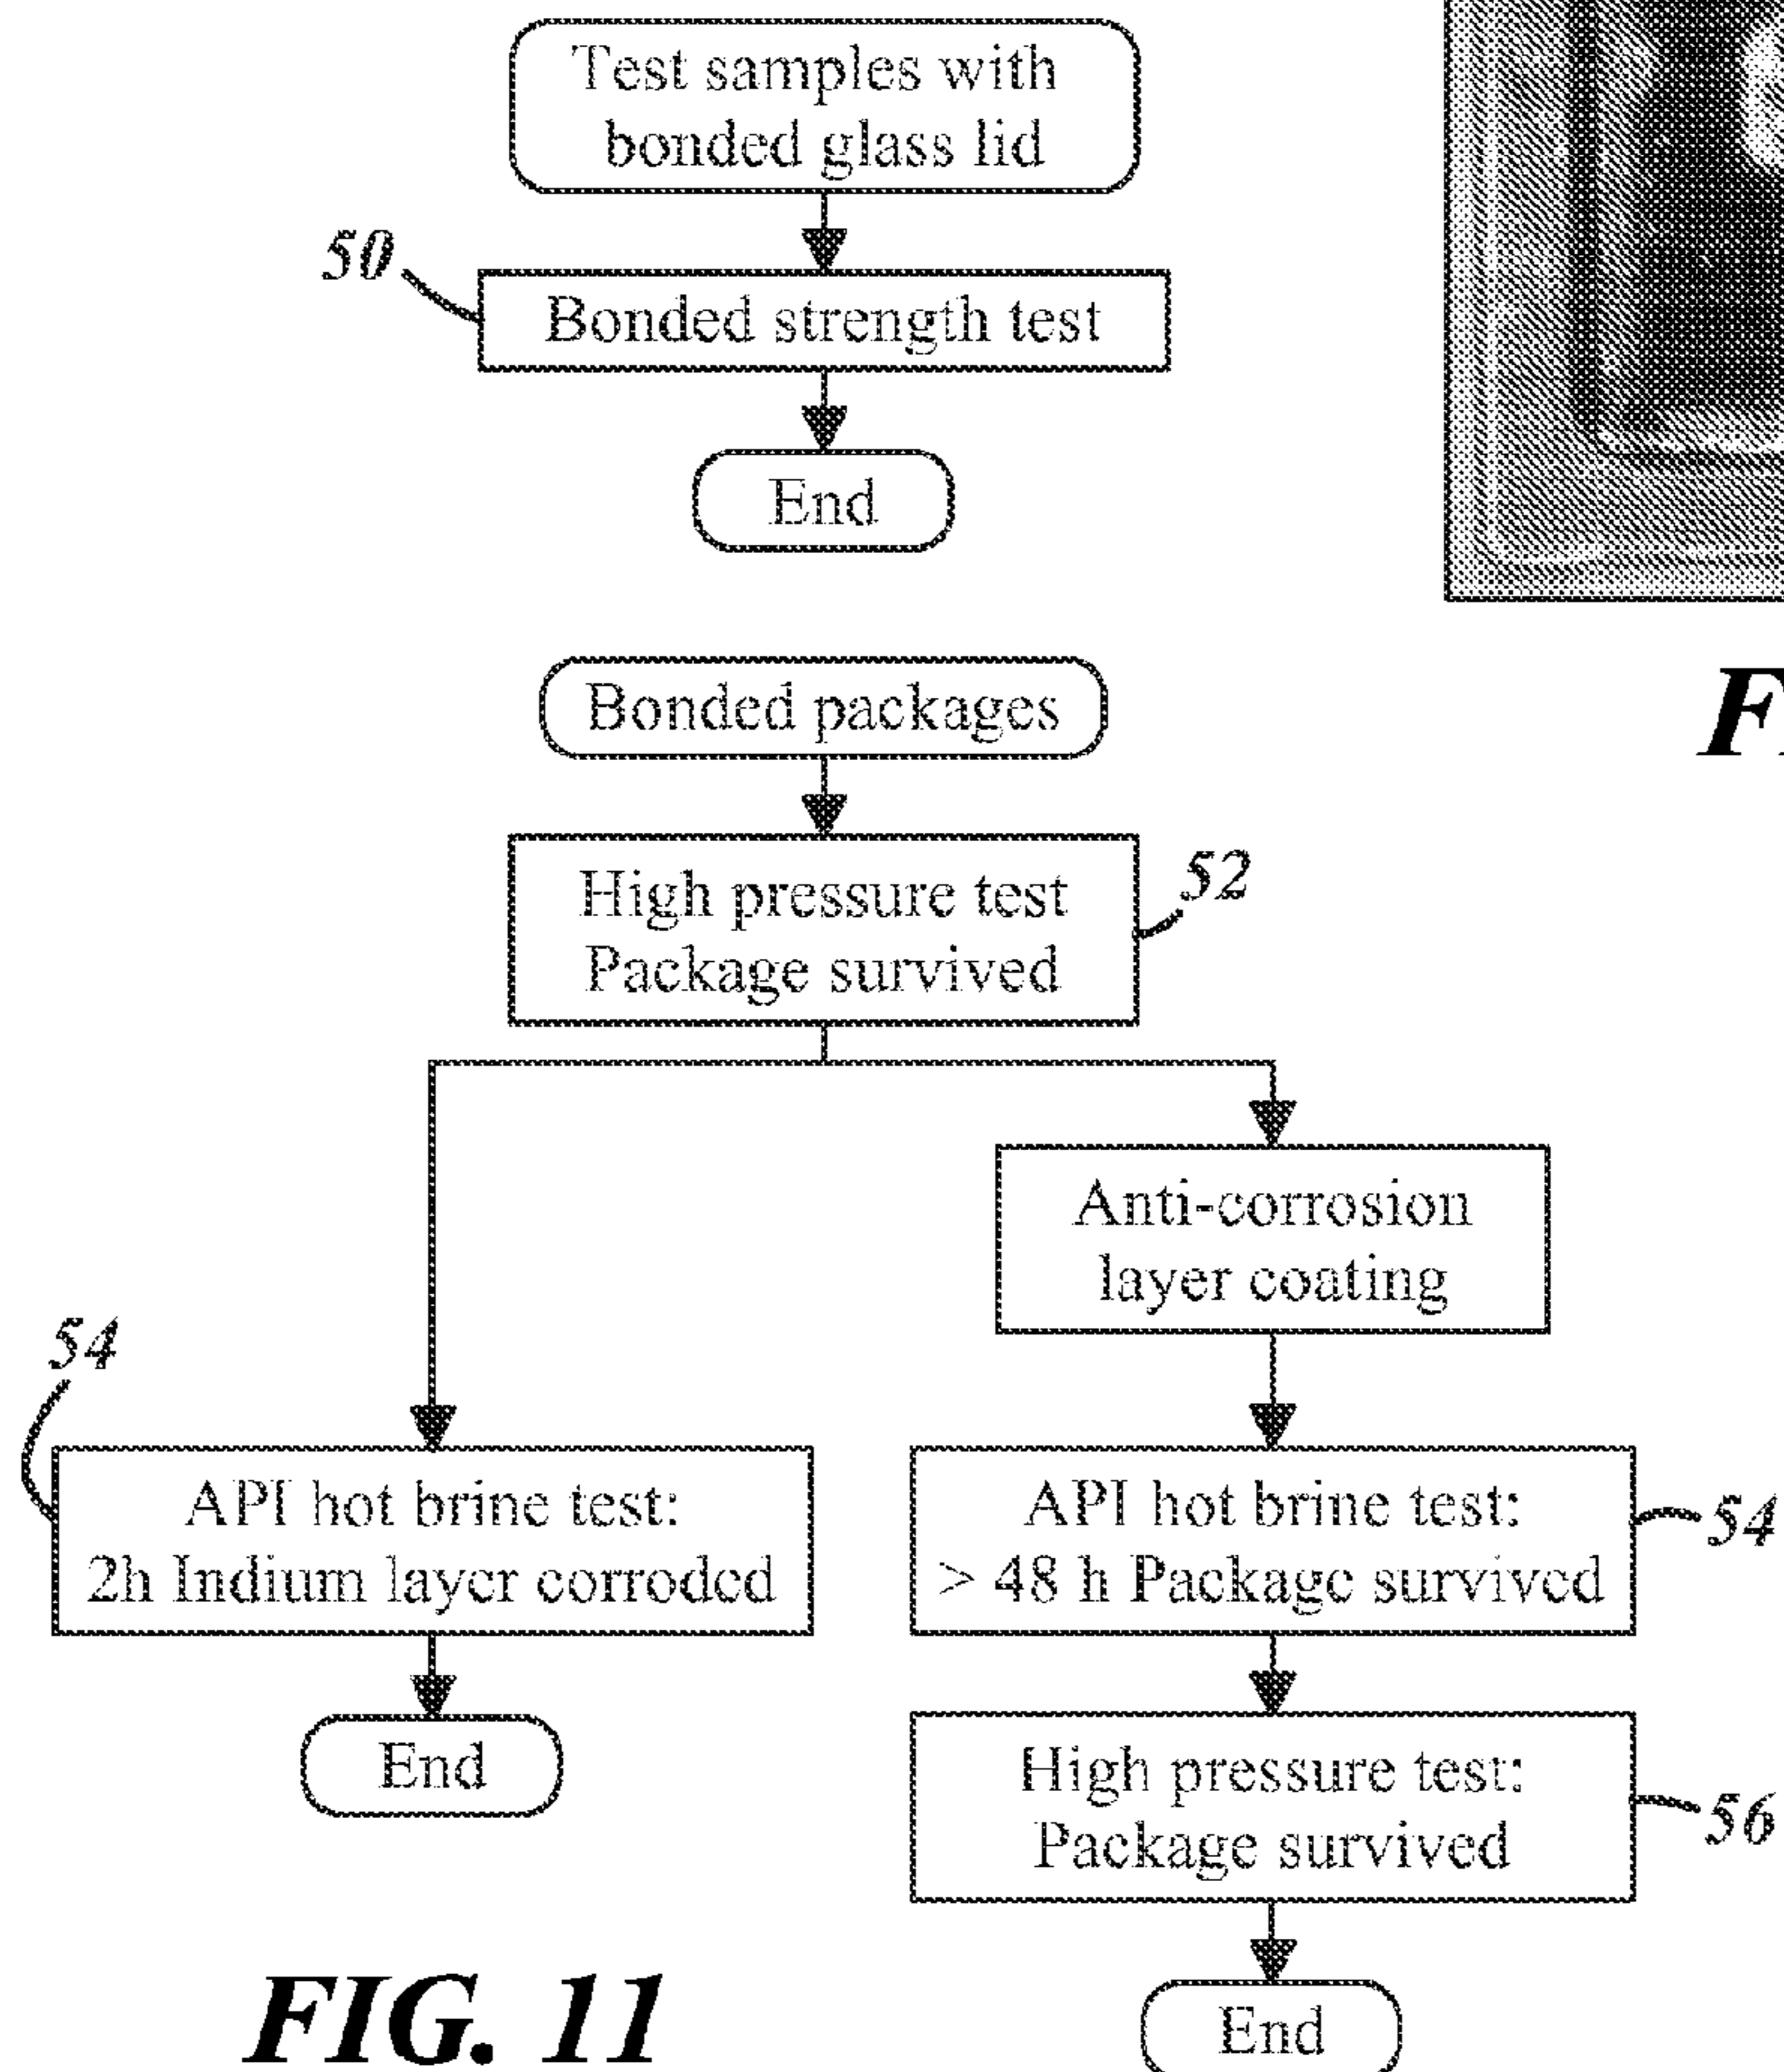 Test samples with
bonded glass lid
50
Bonded strength test
End
Bonded packages
High pressure test
Package survived
52
Anti-corrosion
layer coating
54
API hot brine test:
2h Indium layer corroded
End
API hot brine test:
> 48 h Package survived
54
High pressure test:
Package survived
56
End
FIG. 11